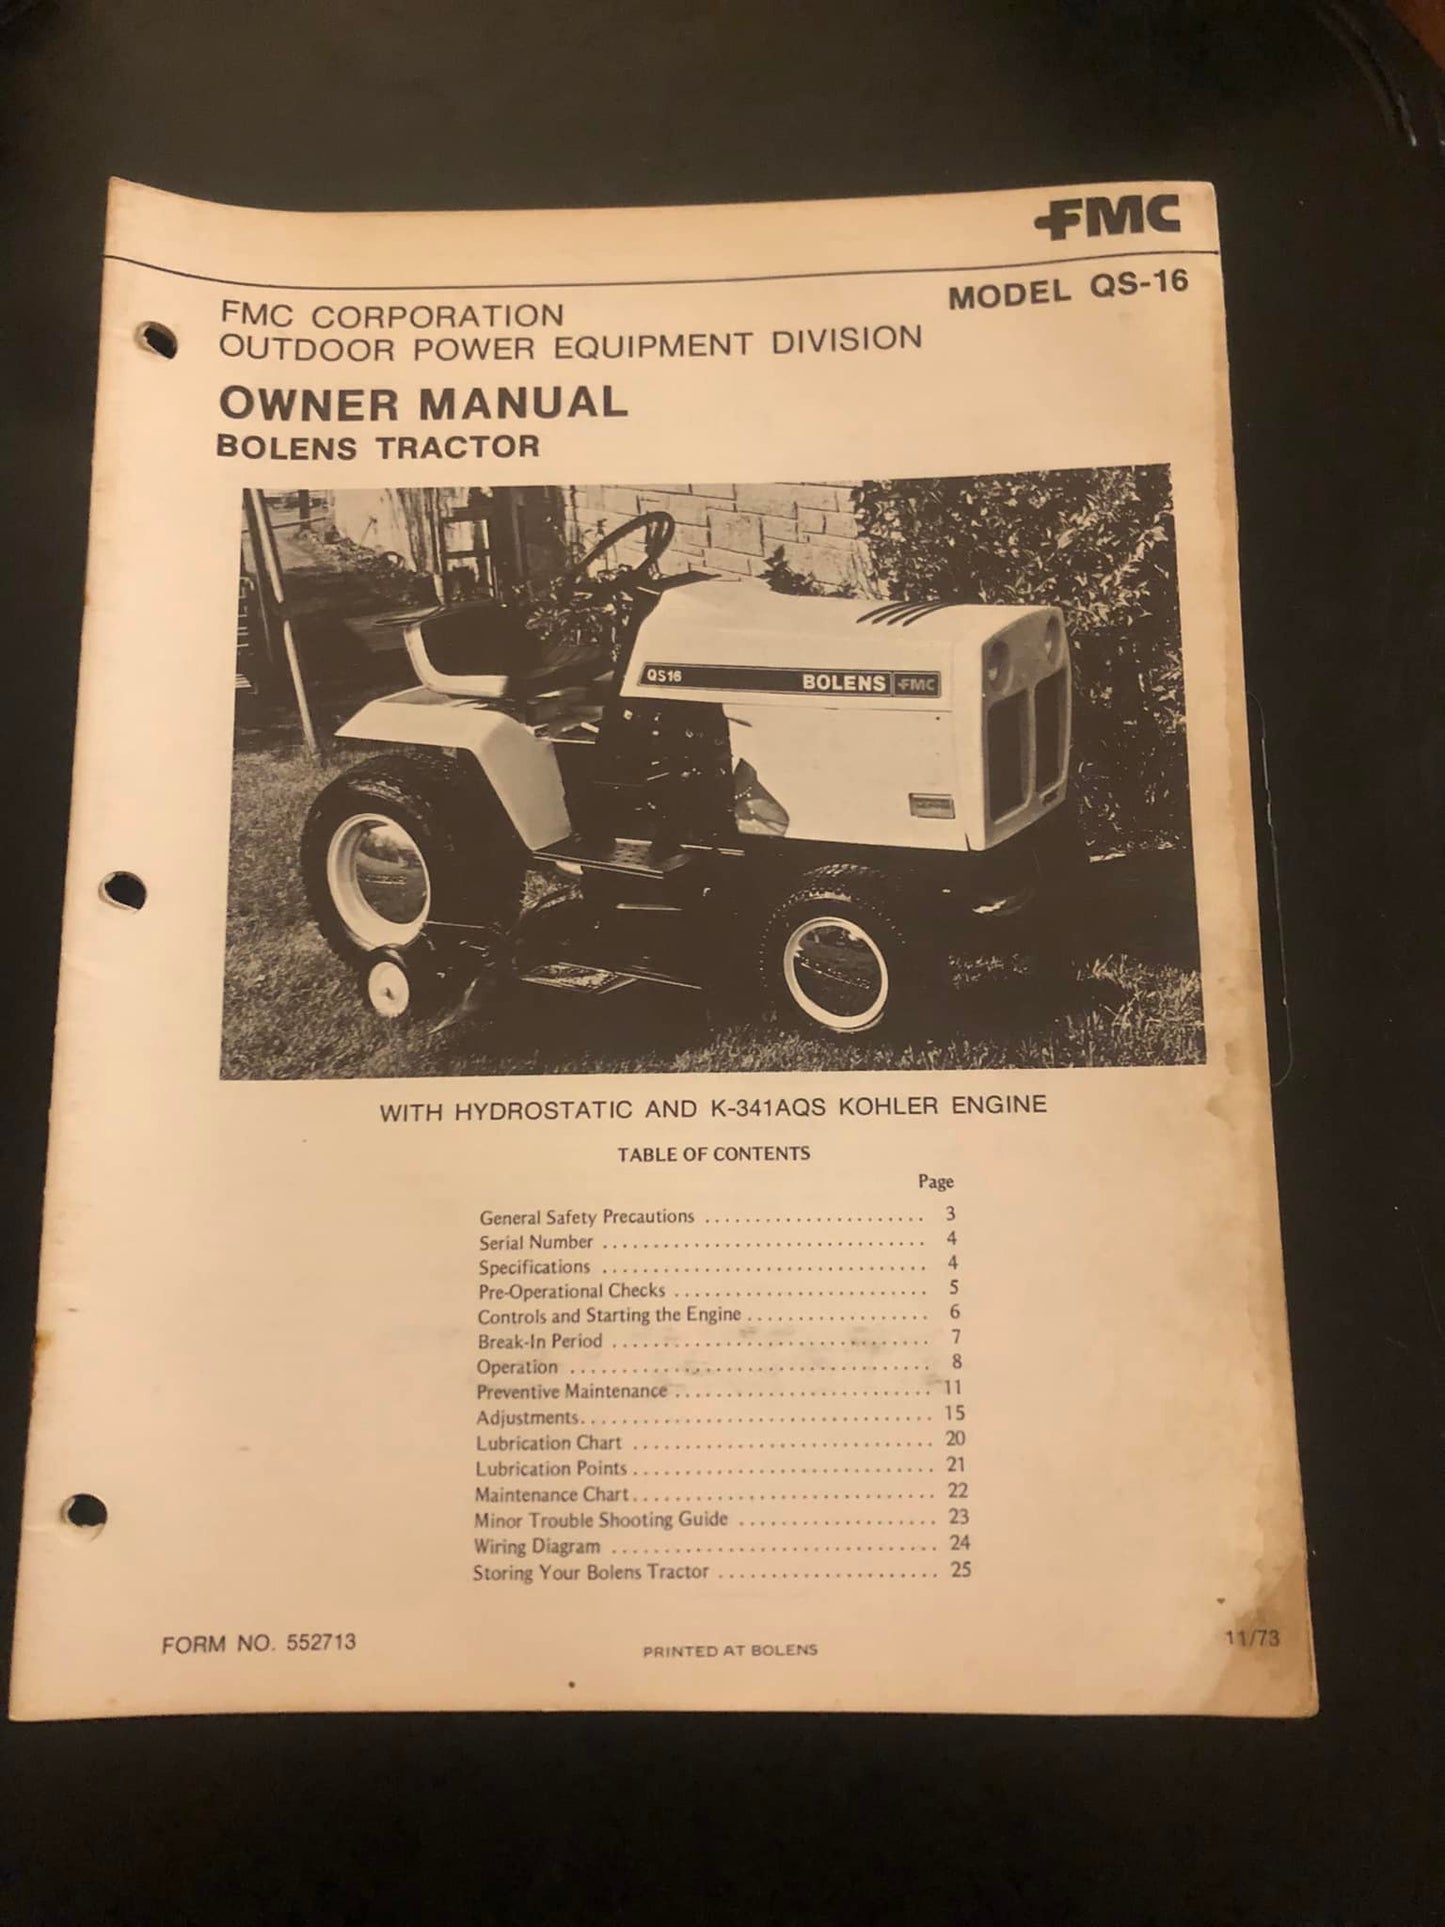 FMC
MODEL QS-16
FMC CORPORATION
OUTDOOR POWER EQUIPMENT DIVISION
OWNER MANUAL
BOLENS TRACTOR
QS16 BOLENS FMC
WITH HYDROSTATIC AND K-341AQS KOHLER ENGINE
TABLE OF CONTENTS
Page
General Safety Precautions ....................... 3
Serial Number ................................. 4
Specifications ................................. 4
Pre-Operational Checks .......................... 5
Controls and Starting the Engine ................... 6
Break-In Period ................................ 7
Operation .................................... 8
Preventive Maintenance .......................... 11
Adjustments................................... 15
Lubrication Chart .............................. 20
Lubrication Points .............................. 21
Maintenance Chart.............................. 22
Minor Trouble Shooting Guide .................... 23
Wiring Diagram ................................ 24
Storing Your Bolens Tractor ...................... 25
FORM NO. 552713
PRINTED AT BOLENS
11/73